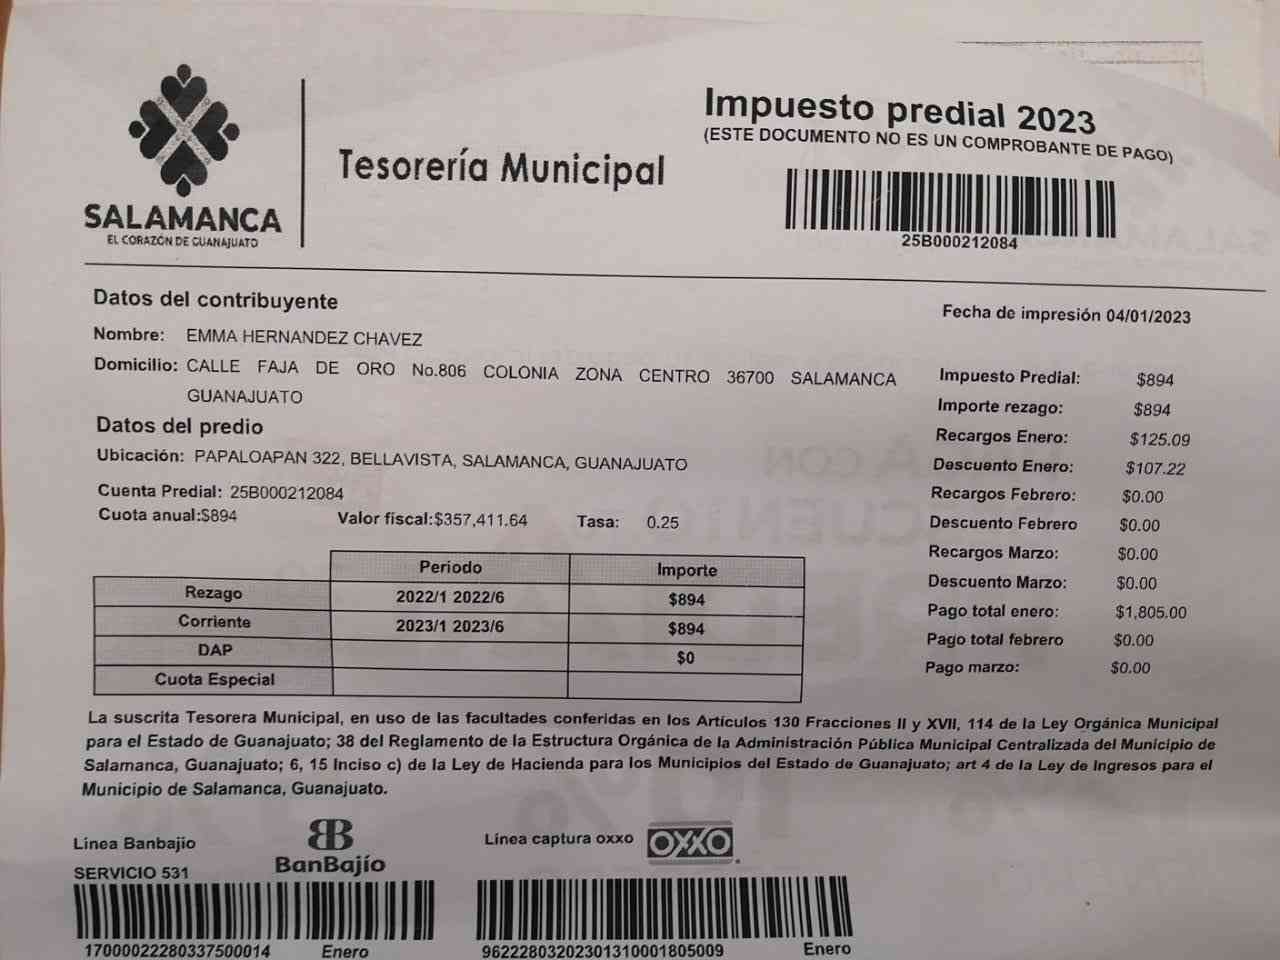 SALAMANCA
EL CORAZÓN DE GUANAJUATO
Tesorería Municipal
Impuesto predial 2023
(ESTE DOCUMENTO NO ES UN COMPROBANTE DE PAGO)
25B000212084
Datos del contribuyente
Nombre: EMMA HERNANDEZ CHAVEZ
Domicilio: CALLE FAJA DE ORO No.806 COLONIA ZONA CENTRO 36700 SALAMANCA
GUANAJUATO
Datos del predio
Ubicación: PAPALOAPAN 322, BELLAVISTA, SALAMANCA, GUANAJUATO
Cuenta Predial: 25B000212084
Cuota anual:$894 Valor fiscal:$357,411.64 Tasa: 0.25
Fecha de impresión 04/01/2023
Impuesto Predial: $894
Importe rezago: $894
Recargos Enero: $125.09
Descuento Enero: $107.22
Recargos Febrero: $0.00
Descuento Febrero $0.00
Recargos Marzo: $0.00
Descuento Marzo: $0.00
Pago total enero: $1,805.00
Pago total febrero $0.00
Pago marzo: $0.00
Periodo Importe
Rezago 2022/1 2022/6 $894
Corriente 2023/1 2023/6 $894
DAP $0
Cuota Especial
La suscrita Tesorera Municipal, en uso de las facultades conferidas en los Artículos 130 Fracciones II y XVII, 114 de la Ley Orgánica Municipal
para el Estado de Guanajuato; 38 del Reglamento de la Estructura Orgánica de la Administración Pública Municipal Centralizada del Municipio de
Salamanca, Guanajuato; 6, 15 Inciso c) de la Ley de Hacienda para los Municipios del Estado de Guanajuato; art 4 de la Ley de Ingresos para el
Municipio de Salamanca, Guanajuato.
Linea Banbajio
BanBajío
SERVICIO 531
17000022280337500014 Enero
Linea captura oxxo
OXXO
96222803202301310001805009 Enero